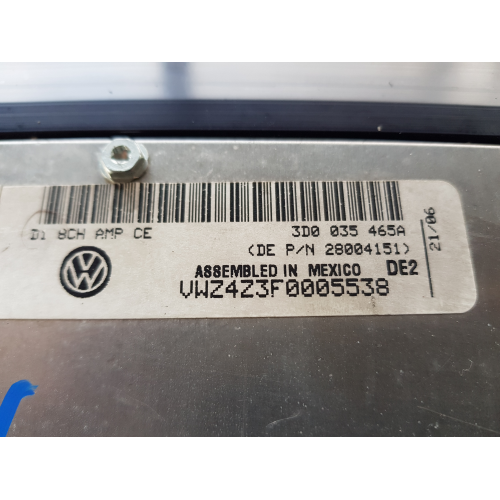 D1 8CH AMP CE 3D0 035 465A
(DE P/N 28004151)
ASSEMBLED IN MEXICO DE2
VWZ4Z3F0005538
21/06